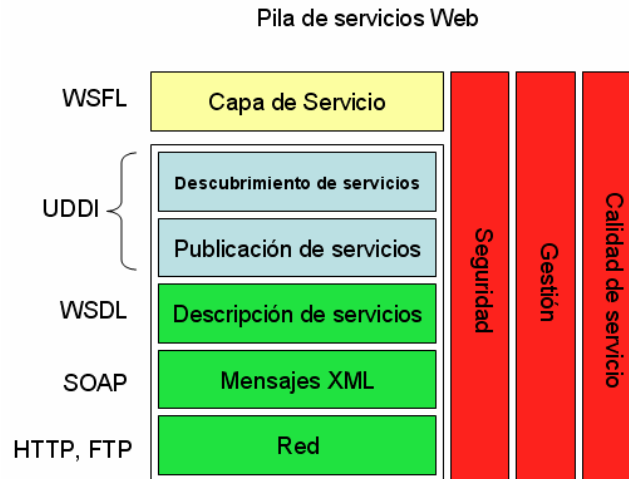 Pila de servicios Web
WSFL
Capa de Servicio
UDDI
Descubrimiento de servicios
Publicación de servicios
WSDL
Descripción de servicios
SOAP
Mensajes XML
HTTP, FTP
Red
Seguridad
Gestión
Calidad de servicio